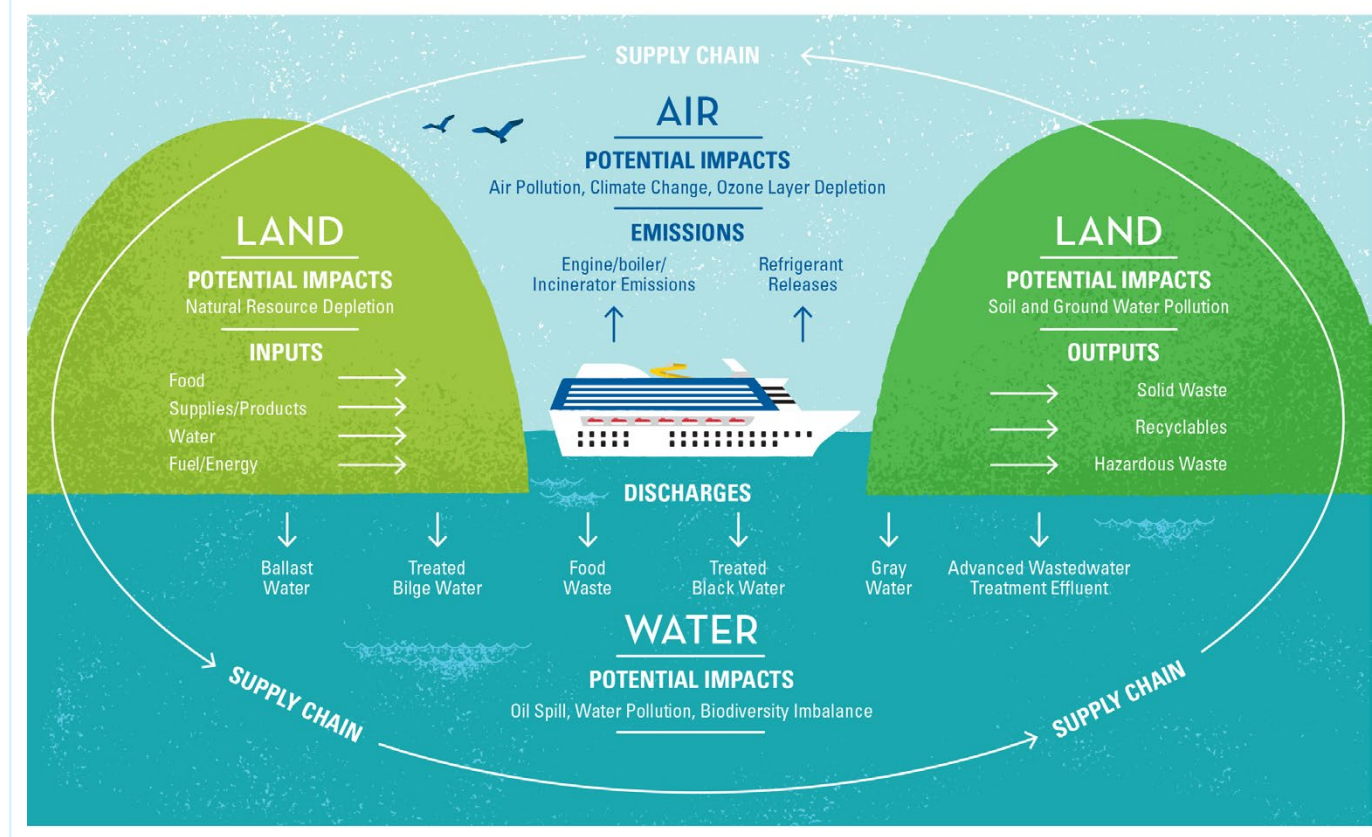 SUPPLY CHAIN
AIR
POTENTIAL IMPACTS
Air Pollution, Climate Change, Ozone Layer Depletion
EMISSIONS
Engine/boiler/
Incinerator Emissions
Refrigerant
Releases
LAND
POTENTIAL IMPACTS
Natural Resource Depletion
INPUTS
Food
Supplies/Products
Water
Fuel/Energy
LAND
POTENTIAL IMPACTS
Soil and Ground Water Pollution
OUTPUTS
Solid Waste
Recyclables
Hazardous Waste
DISCHARGES
Ballast
Water
Treated
Bilge Water
Food
Waste
Treated
Black Water
Gray
Water
Advanced Wastedwater
Treatment Effluent
WATER
POTENTIAL IMPACTS
Oil Spill, Water Pollution, Biodiversity Imbalance
SUPPLY CHAIN
SUPPLY CHAIN